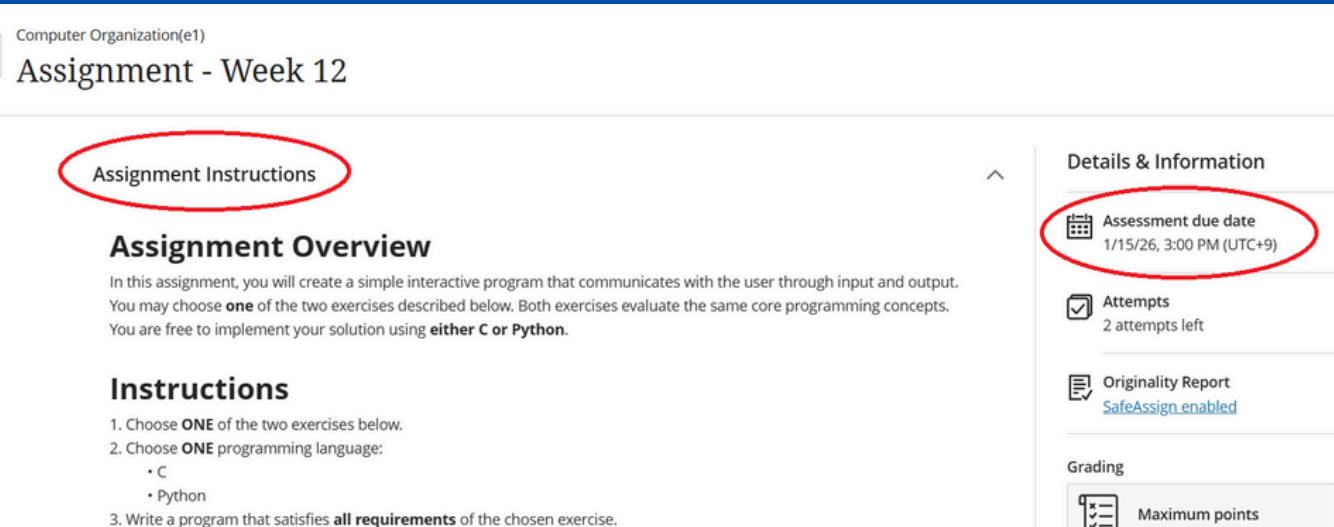 Computer Organization(e1)
Assignment - Week 12
Assignment Instructions
Assignment Overview
In this assignment, you will create a simple interactive program that communicates with the user through input and output.
You may choose one of the two exercises described below. Both exercises evaluate the same core programming concepts.
You are free to implement your solution using either C or Python.
Instructions
1. Choose ONE of the two exercises below.
2. Choose ONE programming language:
• C
• Python
3. Write a program that satisfies all requirements of the chosen exercise.
Details & Information
Assessment due date
1/15/26, 3:00 PM (UTC+9)
Attempts
2 attempts left
Originality Report
SafeAssign enabled
Grading
Maximum points